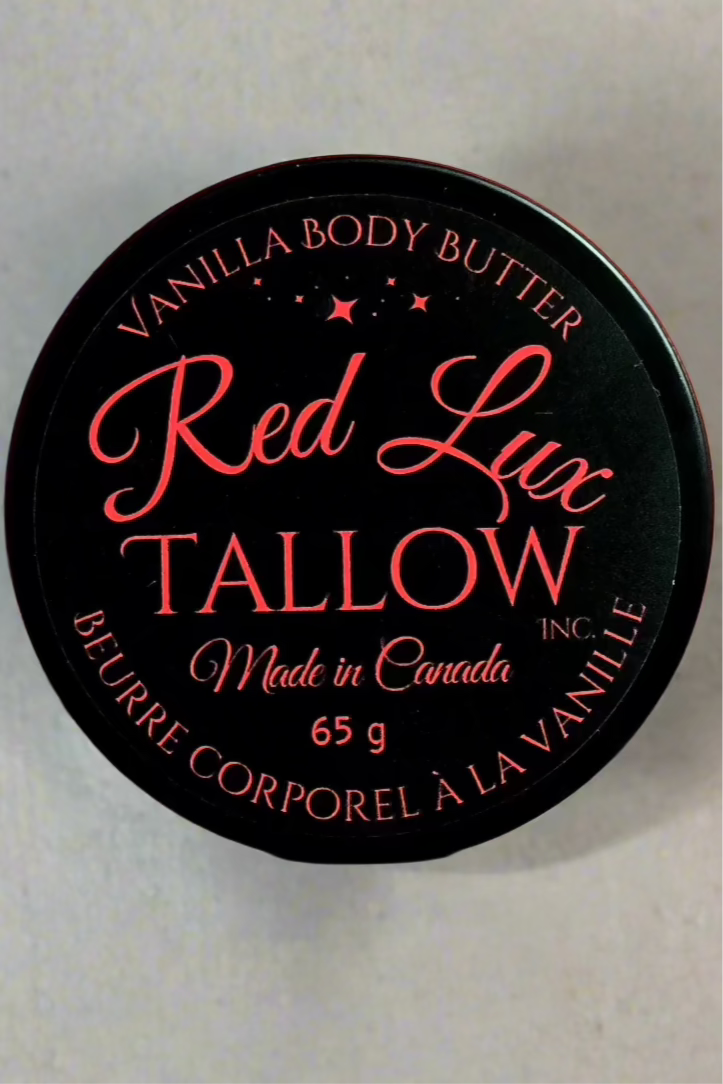 VANILLA BODY BUTTER
Red Lux
TALLOW
INC.
Made in Canada
65 g
BEURRE CORPOREL À LA VANILLE